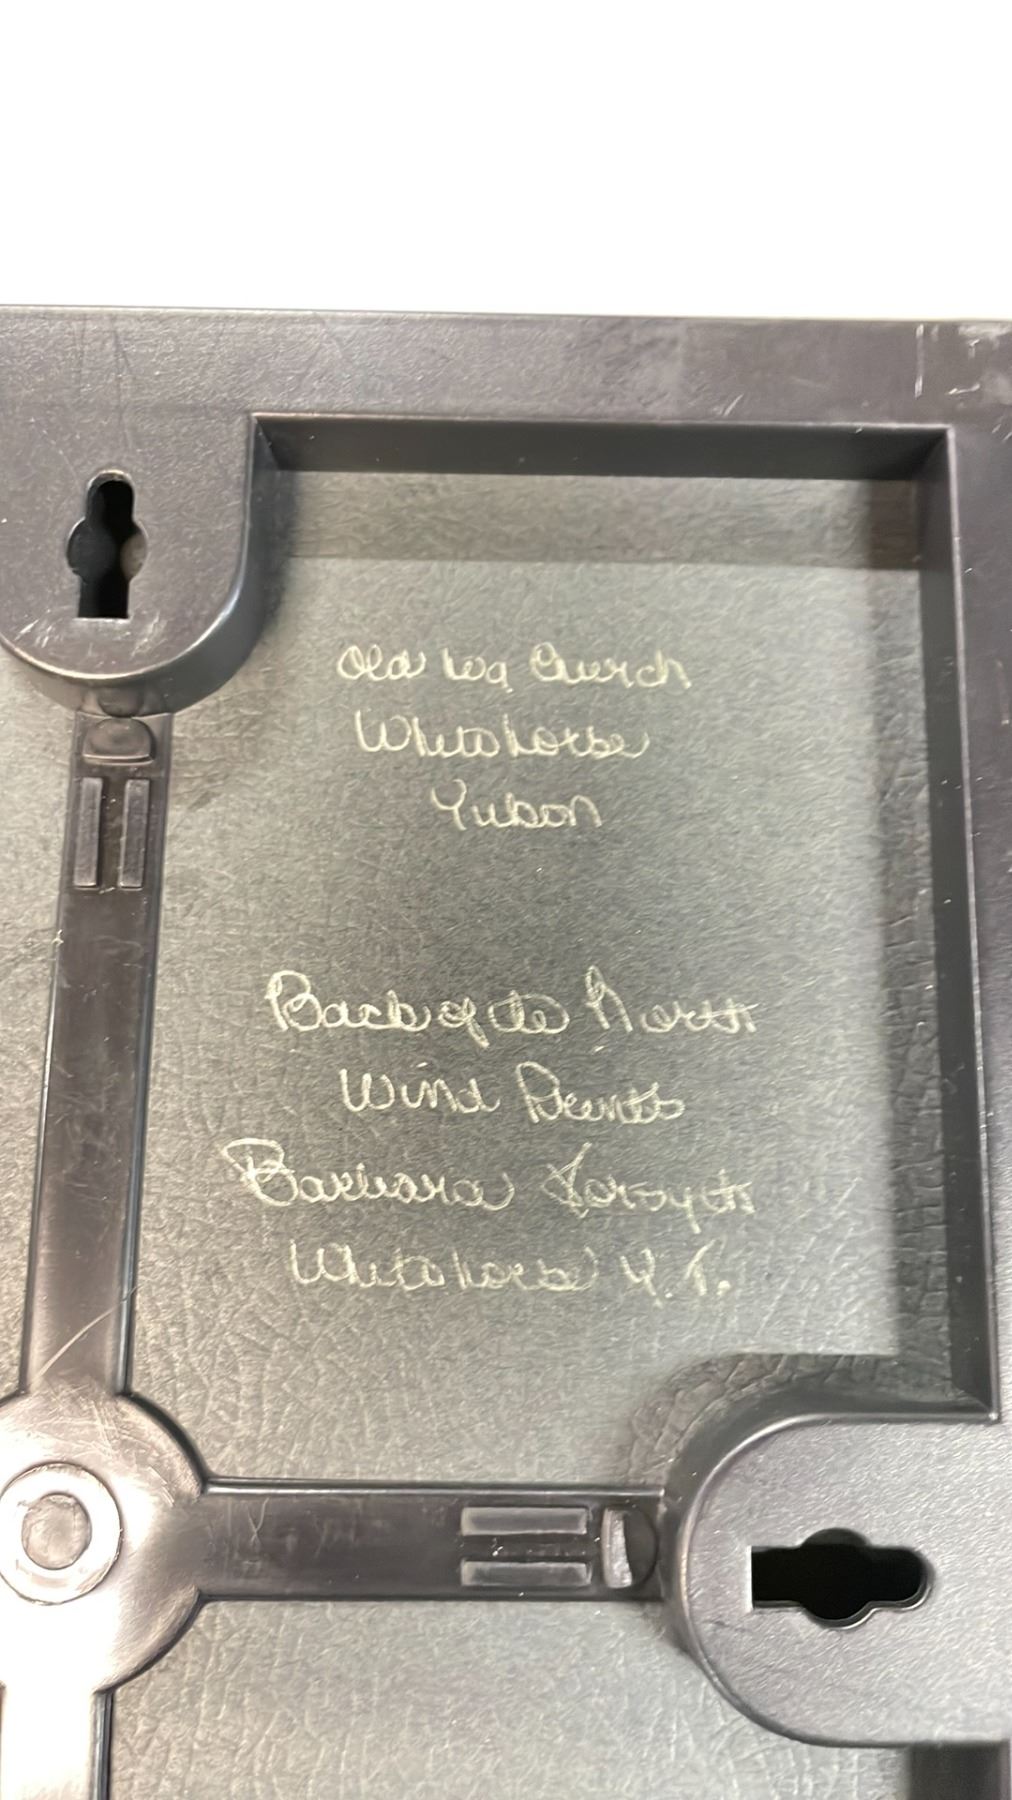 Old Log Church
Whitehorse
Yukon
Back of the North
Wind Prints
Barbara Forsyth
Whitehorse Y. T.